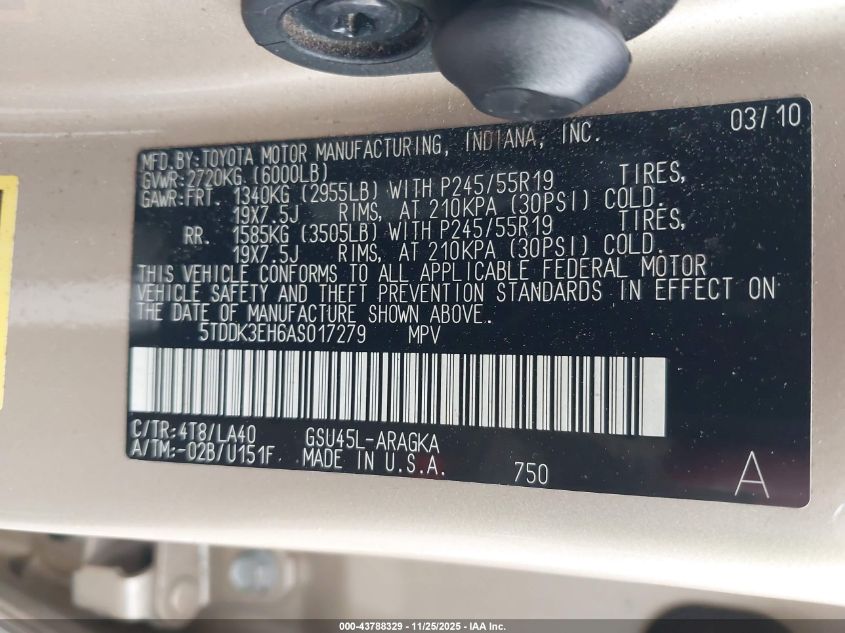 03/10
MFD.BY:TOYOTA MOTOR MANUFACTURING, INDIANA, INC.
GVWR:2720KG (6000LB)
GAWR:FRT. 1340KG (2955LB) WITH P245/55R19 TIRES,
19X7.5J RIMS, AT 210KPA (30PSI) COLD.
RR. 1585KG (3505LB) WITH P245/55R19 TIRES,
19X7.5J RIMS, AT 210KPA (30PSI) COLD.
THIS VEHICLE CONFORMS TO ALL APPLICABLE FEDERAL MOTOR
VEHICLE SAFETY AND THEFT PREVENTION STANDARDS IN EFFECT ON
THE DATE OF MANUFACTURE SHOWN ABOVE.
5TDDK3EH6AS017279 MPV
C/TR:4T8/LA40 GSU45L-ARAGKA
A/TM:-02B/U151F MADE IN U.S.A. 750 A
000-43788329 - 11/25/2025 - IAA Inc.